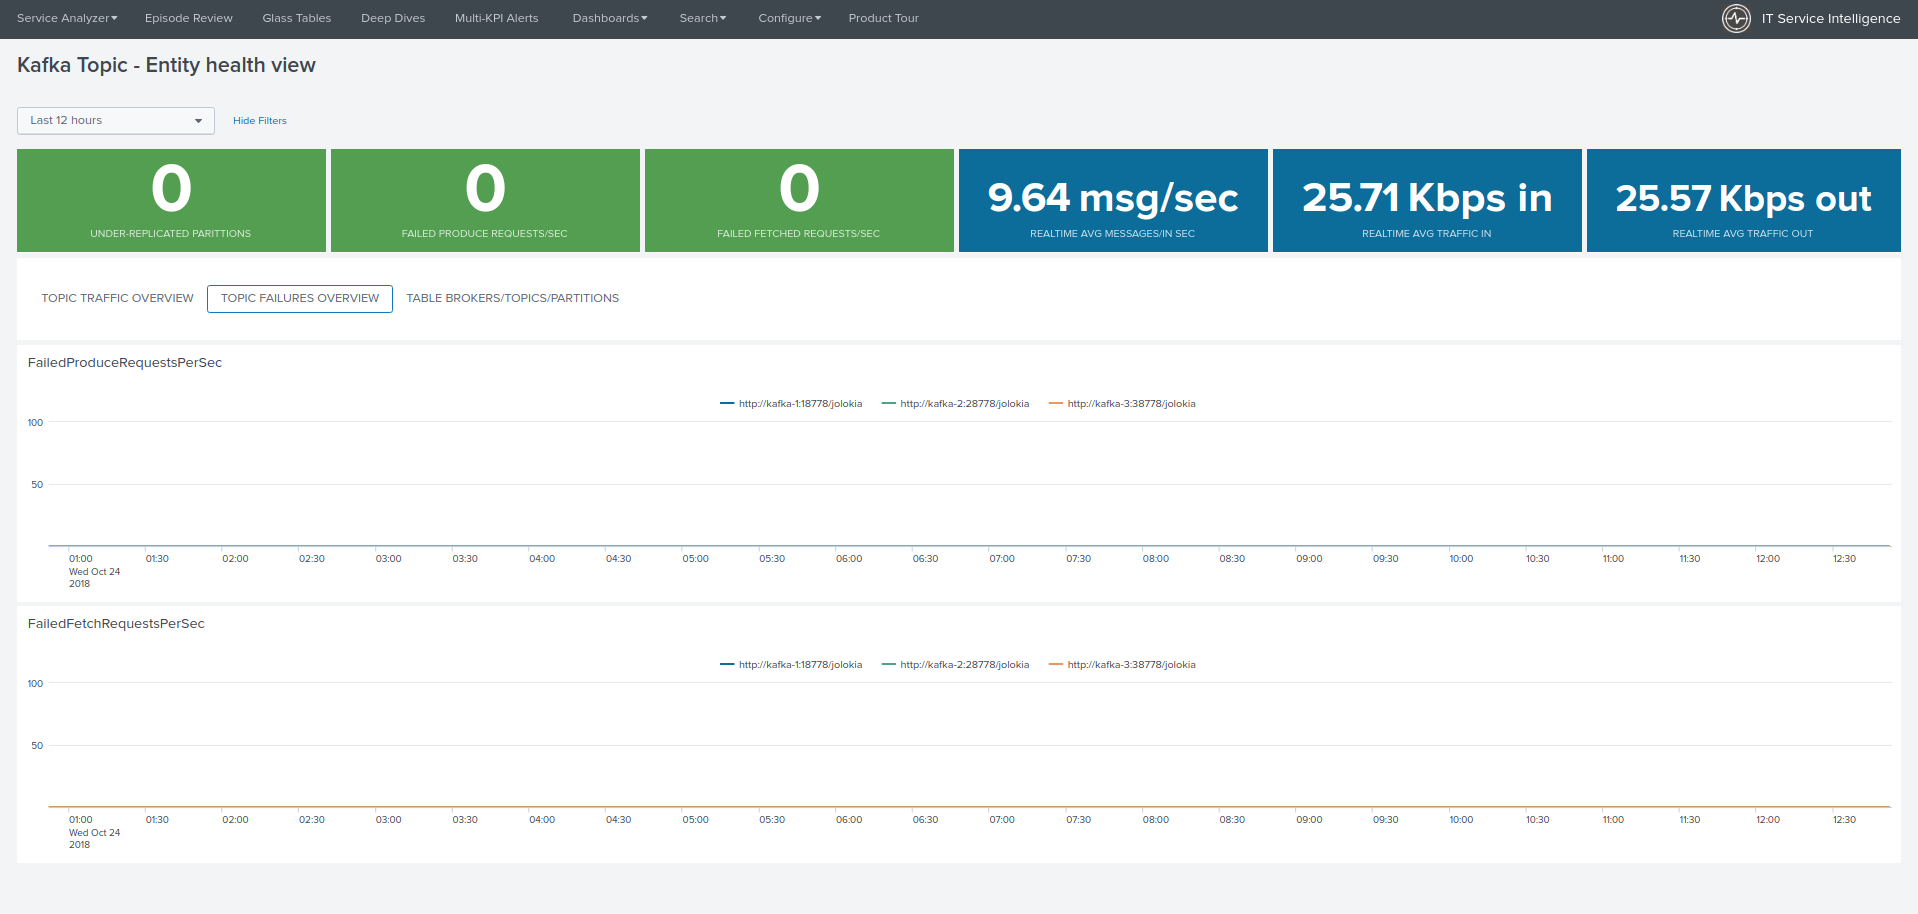 Service Analyzer Episode Review Glass Tables Deep Dives Multi-KPI Alerts Dashboards Search Configure Product Tour IT Service Intelligence
Kafka Topic - Entity health view
Last 12 hours Hide Filters
0 0 0 9.64 msg/sec 25.71 Kbps in 25.57 Kbps out
UNDER-REPLICATED PARITTIONS FAILED PRODUCE REQUESTS/SEC FAILED FETCHED REQUESTS/SEC REALTIME AVG MESSAGES/IN SEC REALTIME AVG TRAFFIC IN REALTIME AVG TRAFFIC OUT
TOPIC TRAFFIC OVERVIEW TOPIC FAILURES OVERVIEW TABLE BROKERS/TOPICS/PARTITIONS
FailedProduceRequestsPerSec
http://kafka-1:18778/jolokia http://kafka-2:28778/jolokia http://kafka-3:38778/jolokia
100
50
01:00 01:30 02:00 02:30 03:00 03:30 04:00 04:30 05:00 05:30 06:00 06:30 07:00 07:30 08:00 08:30 09:00 09:30 10:00 10:30 11:00 11:30 12:00 12:30
Wed Oct 24
2018
FailedFetchRequestsPerSec
http://kafka-1:18778/jolokia http://kafka-2:28778/jolokia http://kafka-3:38778/jolokia
100
50
01:00 01:30 02:00 02:30 03:00 03:30 04:00 04:30 05:00 05:30 06:00 06:30 07:00 07:30 08:00 08:30 09:00 09:30 10:00 10:30 11:00 11:30 12:00 12:30
Wed Oct 24
2018